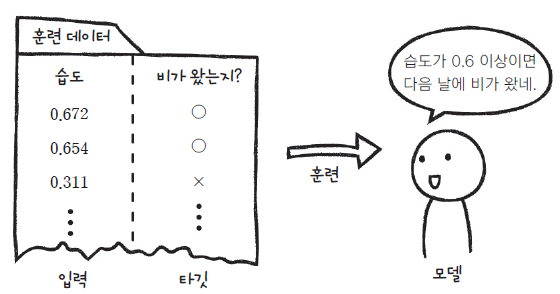 훈련 데이터
습도 비가 왔는지?
0.672 ○
0.654 ○
0.311 ×
입력 타깃
훈련
습도가 0.6 이상이면
다음 날에 비가 왔네.
모델